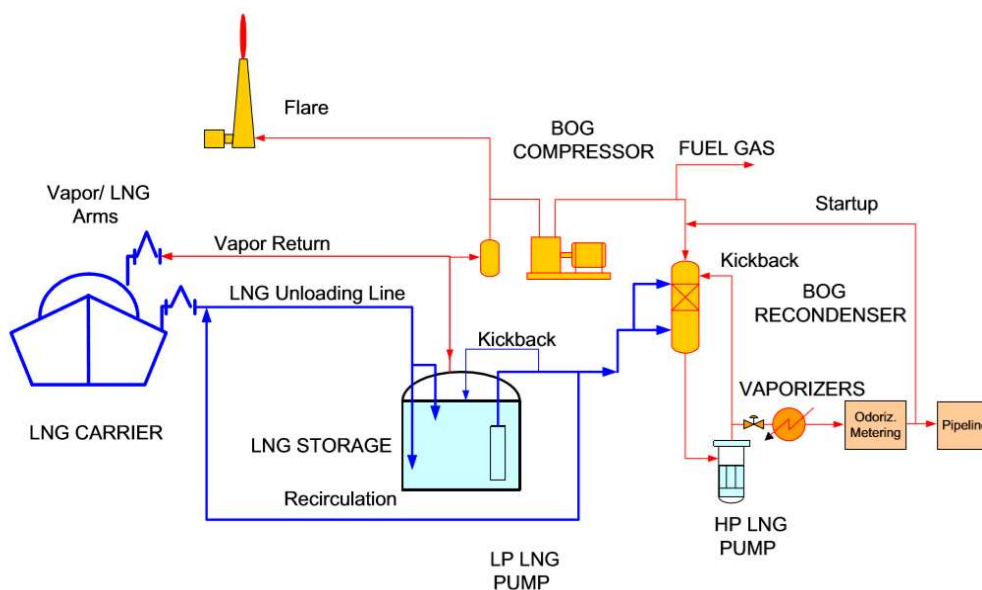 Flare
BOG
COMPRESSOR
FUEL GAS
Vapor/ LNG
Arms
Startup
Vapor Return
Kickback
LNG Unloading Line
BOG
RECONDENSER
Kickback
VAPORIZERS
LNG CARRIER
LNG STORAGE
Odoriz.
Metering
Pipeline
Recirculation
HP LNG
PUMP
LP LNG
PUMP